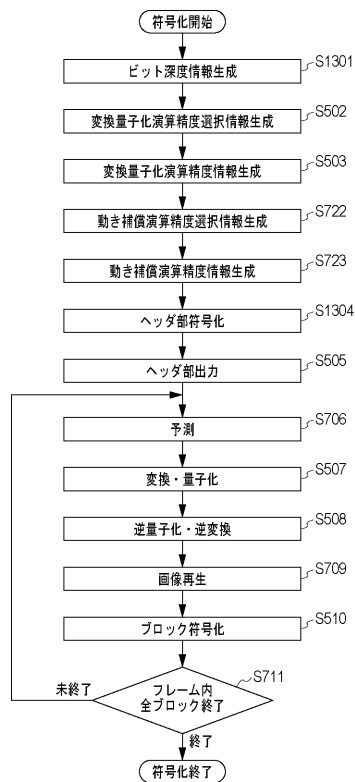 符号化開始
ビット深度情報生成 S1301
変換量子化演算精度選択情報生成 S502
変換量子化演算精度情報生成 S503
動き補償演算精度選択情報生成 S722
動き補償演算精度情報生成 S723
ヘッダ部符号化 S1304
ヘッダ部出力 S505
予測 S706
変換・量子化 S507
逆量子化・逆変換 S508
画像再生 S709
ブロック符号化 S510
フレーム内 S711
全ブロック終了
未終了
終了
符号化終了